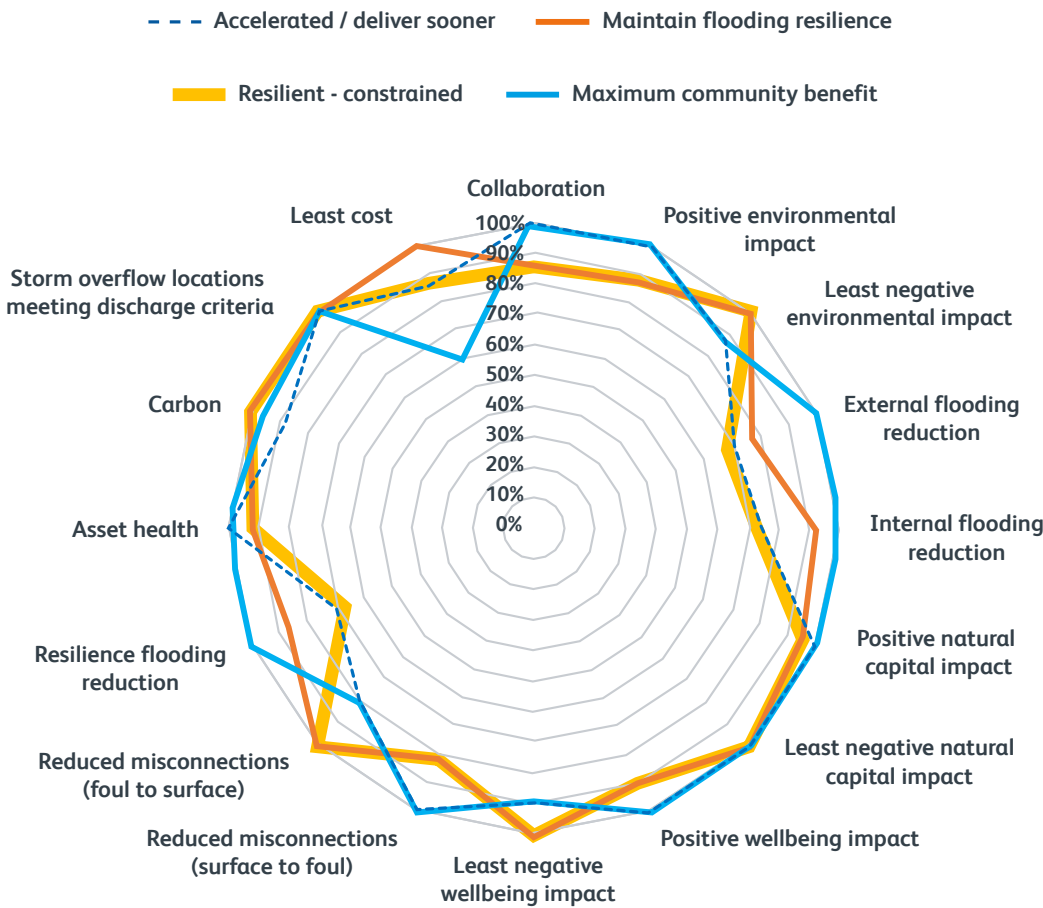 Accelerated / deliver sooner
Maintain flooding resilience
Resilient - constrained
Maximum community benefit
Collaboration
Least cost
Positive environmental
impact
Storm overflow locations
meeting discharge criteria
Least negative
environmental impact
Carbon
External flooding
reduction
Asset health
Internal flooding
reduction
Resilience flooding
reduction
Positive natural
capital impact
Reduced misconnections
(foul to surface)
Least negative natural
capital impact
Reduced misconnections
(surface to foul)
Least negative
wellbeing impact
Positive wellbeing impact
100%
90%
80%
70%
60%
50%
40%
30%
20%
10%
0%